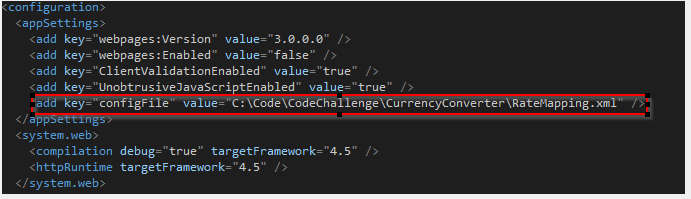 <configuration>
<appSettings>
<add key="webpages:Version" value="3.0.0.0" />
<add key="webpages:Enabled" value="false" />
<add key="ClientValidationEnabled" value="true" />
<add key="UnobtrusiveJavaScriptEnabled" value="true" />
add key="configFile" value="C:\Code\CodeChallenge\CurrencyConverter\RateMapping.xml" />
</appSettings>
<system.web>
<compilation debug="true" targetFramework="4.5" />
<httpRuntime targetFramework="4.5" />
</system.web>